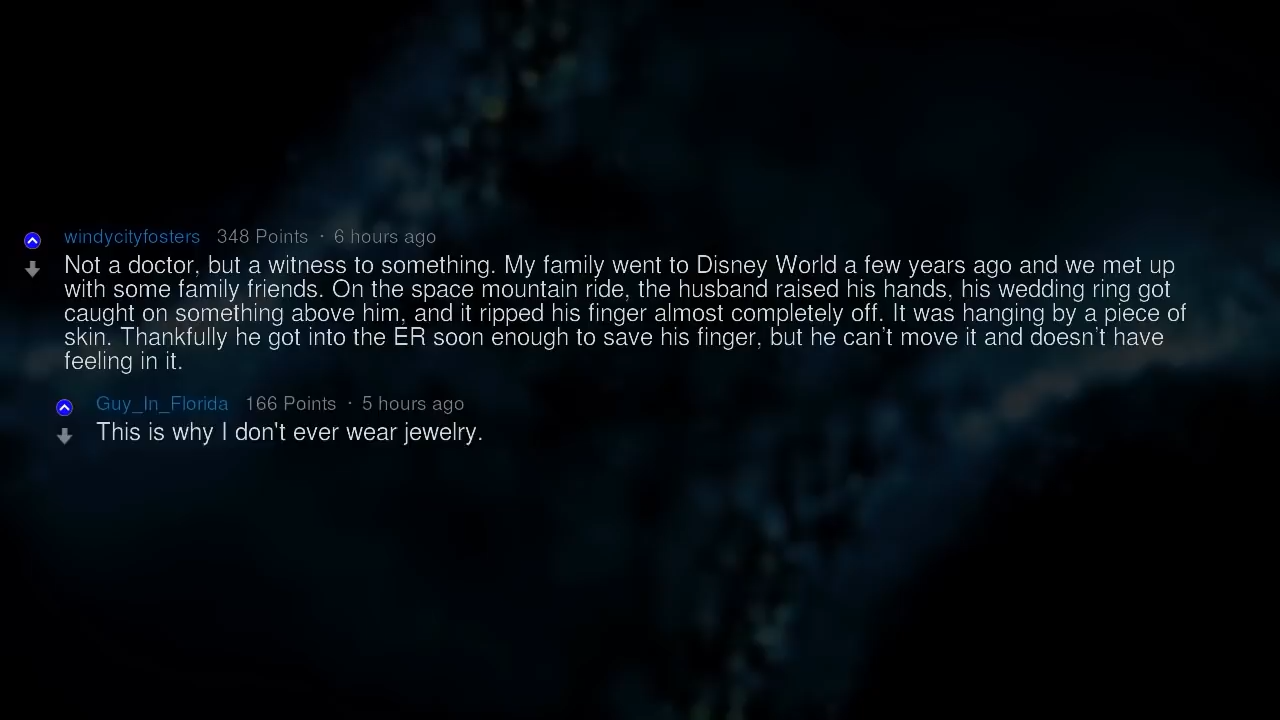 windycityfosters 348 Points · 6 hours ago
Not a doctor, but a witness to something. My family went to Disney World a few years ago and we met up
with some family friends. On the space mountain ride, the husband raised his hands, his wedding ring got
caught on something above him, and it ripped his finger almost completely off. It was hanging by a piece of
skin. Thankfully he got into the ER soon enough to save his finger, but he can’t move it and doesn’t have
feeling in it.
Guy_In_Florida 166 Points · 5 hours ago
This is why I don't ever wear jewelry.